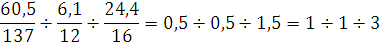 60,5/137 ÷ 6,1/12 ÷ 24,4/16 = 0,5 ÷ 0,5 ÷ 1,5 = 1 ÷ 1 ÷ 3